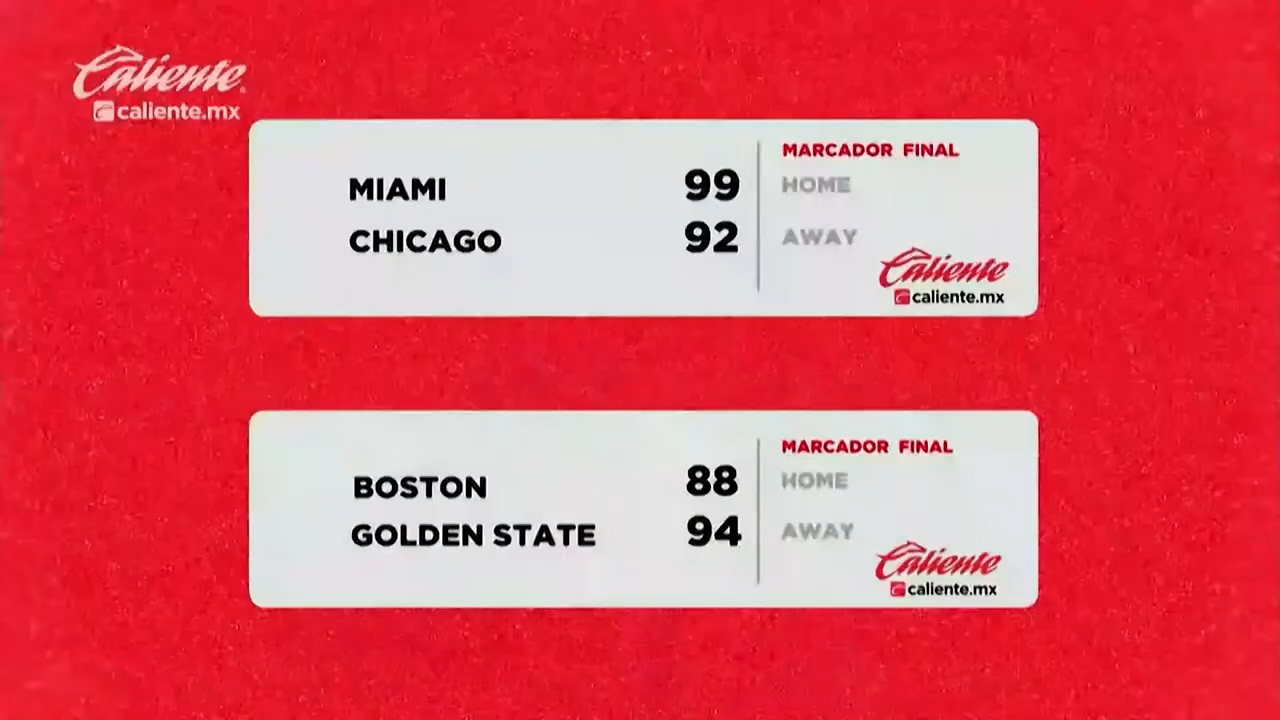 Caliente
caliente.mx
MARCADOR FINAL
MIAMI 99 HOME
CHICAGO 92 AWAY
Caliente
caliente.mx
MARCADOR FINAL
BOSTON 88 HOME
GOLDEN STATE 94 AWAY
Caliente
caliente.mx